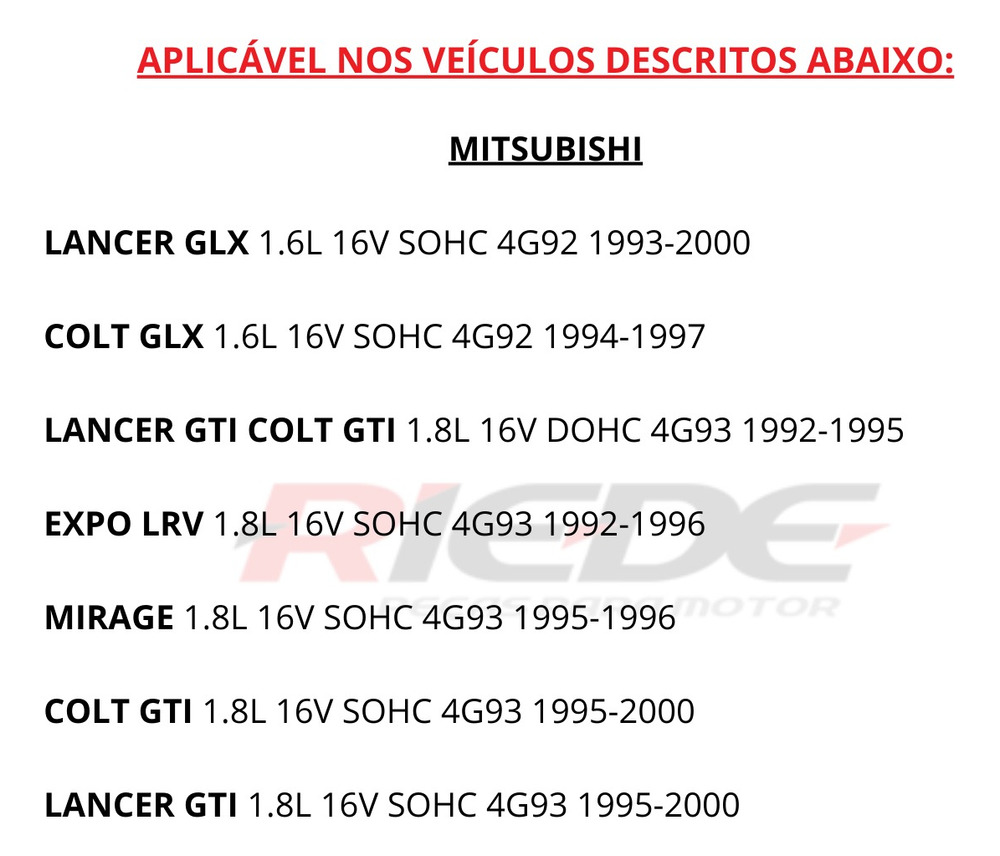 APLICÁVEL NOS VEÍCULOS DESCRITOS ABAIXO:
MITSUBISHI
LANCER GLX 1.6L 16V SOHC 4G92 1993-2000
COLT GLX 1.6L 16V SOHC 4G92 1994-1997
LANCER GTI COLT GTI 1.8L 16V DOHC 4G93 1992-1995
RIEDE
EXPO LRV 1.8L 16V SOHC 4G93 1992-1996
PEÇAS PARA MOTOR
MIRAGE 1.8L 16V SOHC 4G93 1995-1996
COLT GTI 1.8L 16V SOHC 4G93 1995-2000
LANCER GTI 1.8L 16V SOHC 4G93 1995-2000